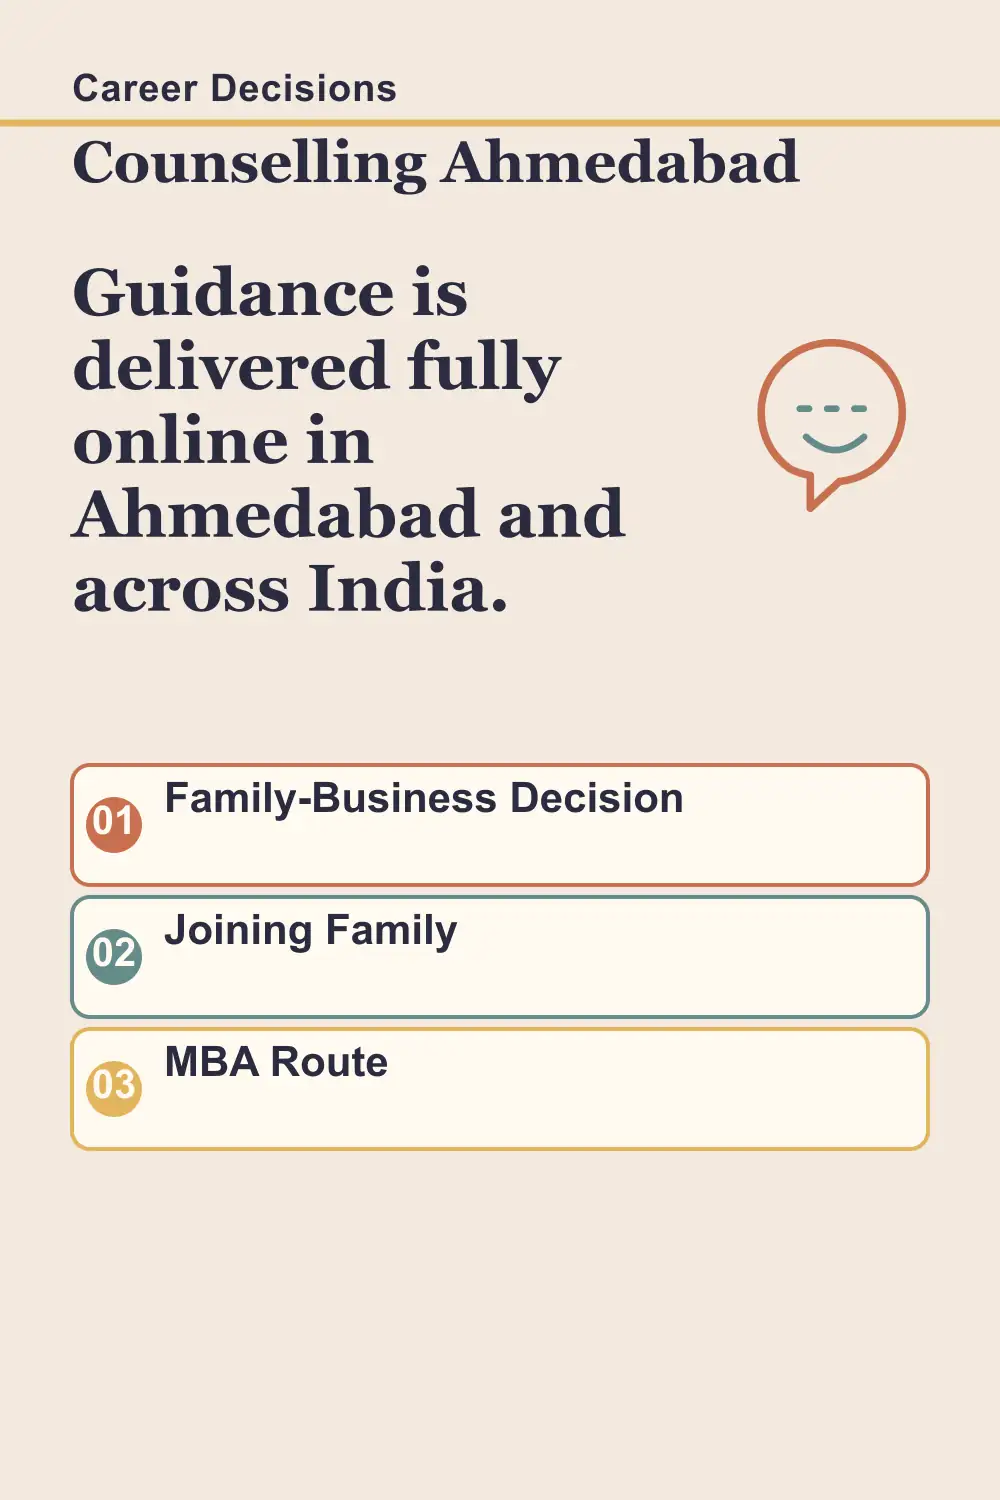 Career Decisions
Counselling Ahmedabad
Guidance is
delivered fully
online in
Ahmedabad and
across India.
01 Family-Business Decision
02 Joining Family
03 MBA Route